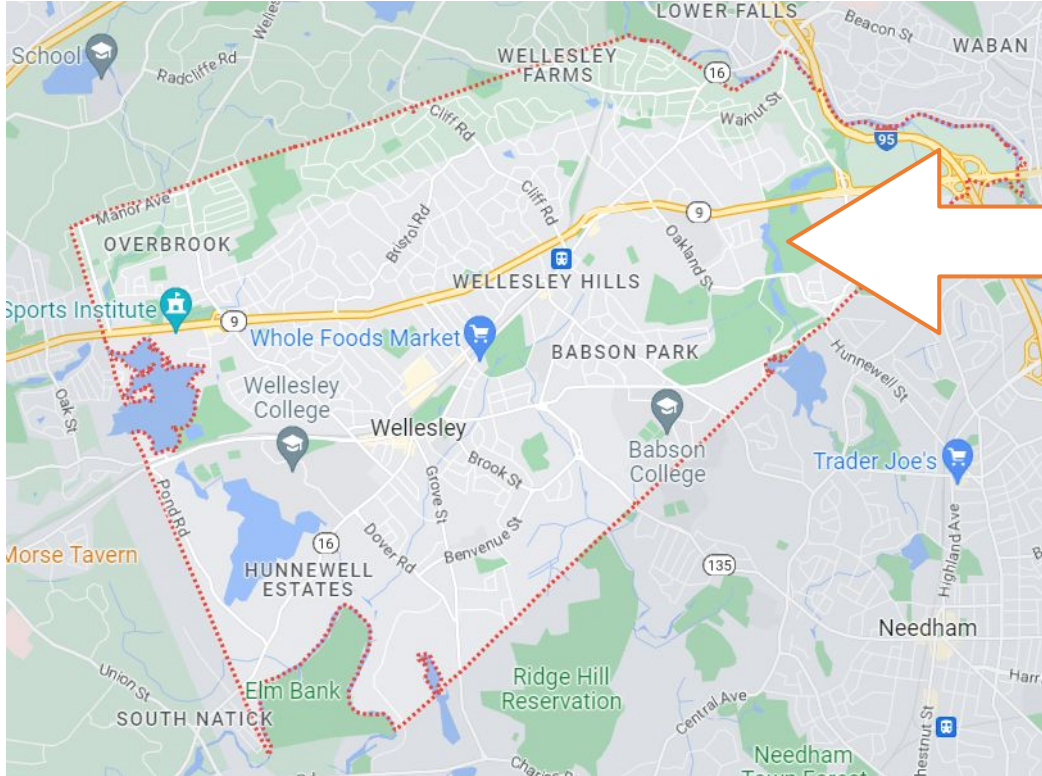 LOWER FALLS
Beacon St
School
Radcliffe Rd
WELLESLEY
FARMS
WABAN
16
Cliff Rd
Walnut St
95
Manor Ave
OVERBROOK
Bristol Rd
Cliff Rd
9
Oakland St
WELLESLEY HILLS
Sports Institute
9
Whole Foods Market
BABSON PARK
Hunnewell St
Oak St
Wellesley
College
Wellesley
Babson
College
Trader Joe's
Brook St
Grove St
Pond Rd
Highland Ave
Morse Tavern
16
Dover Rd
Benvenue St
135
HUNNEWELL
ESTATES
Needham
Union St
Elm Bank
Ridge Hill
Reservation
SOUTH NATICK
Central Ave
Needham